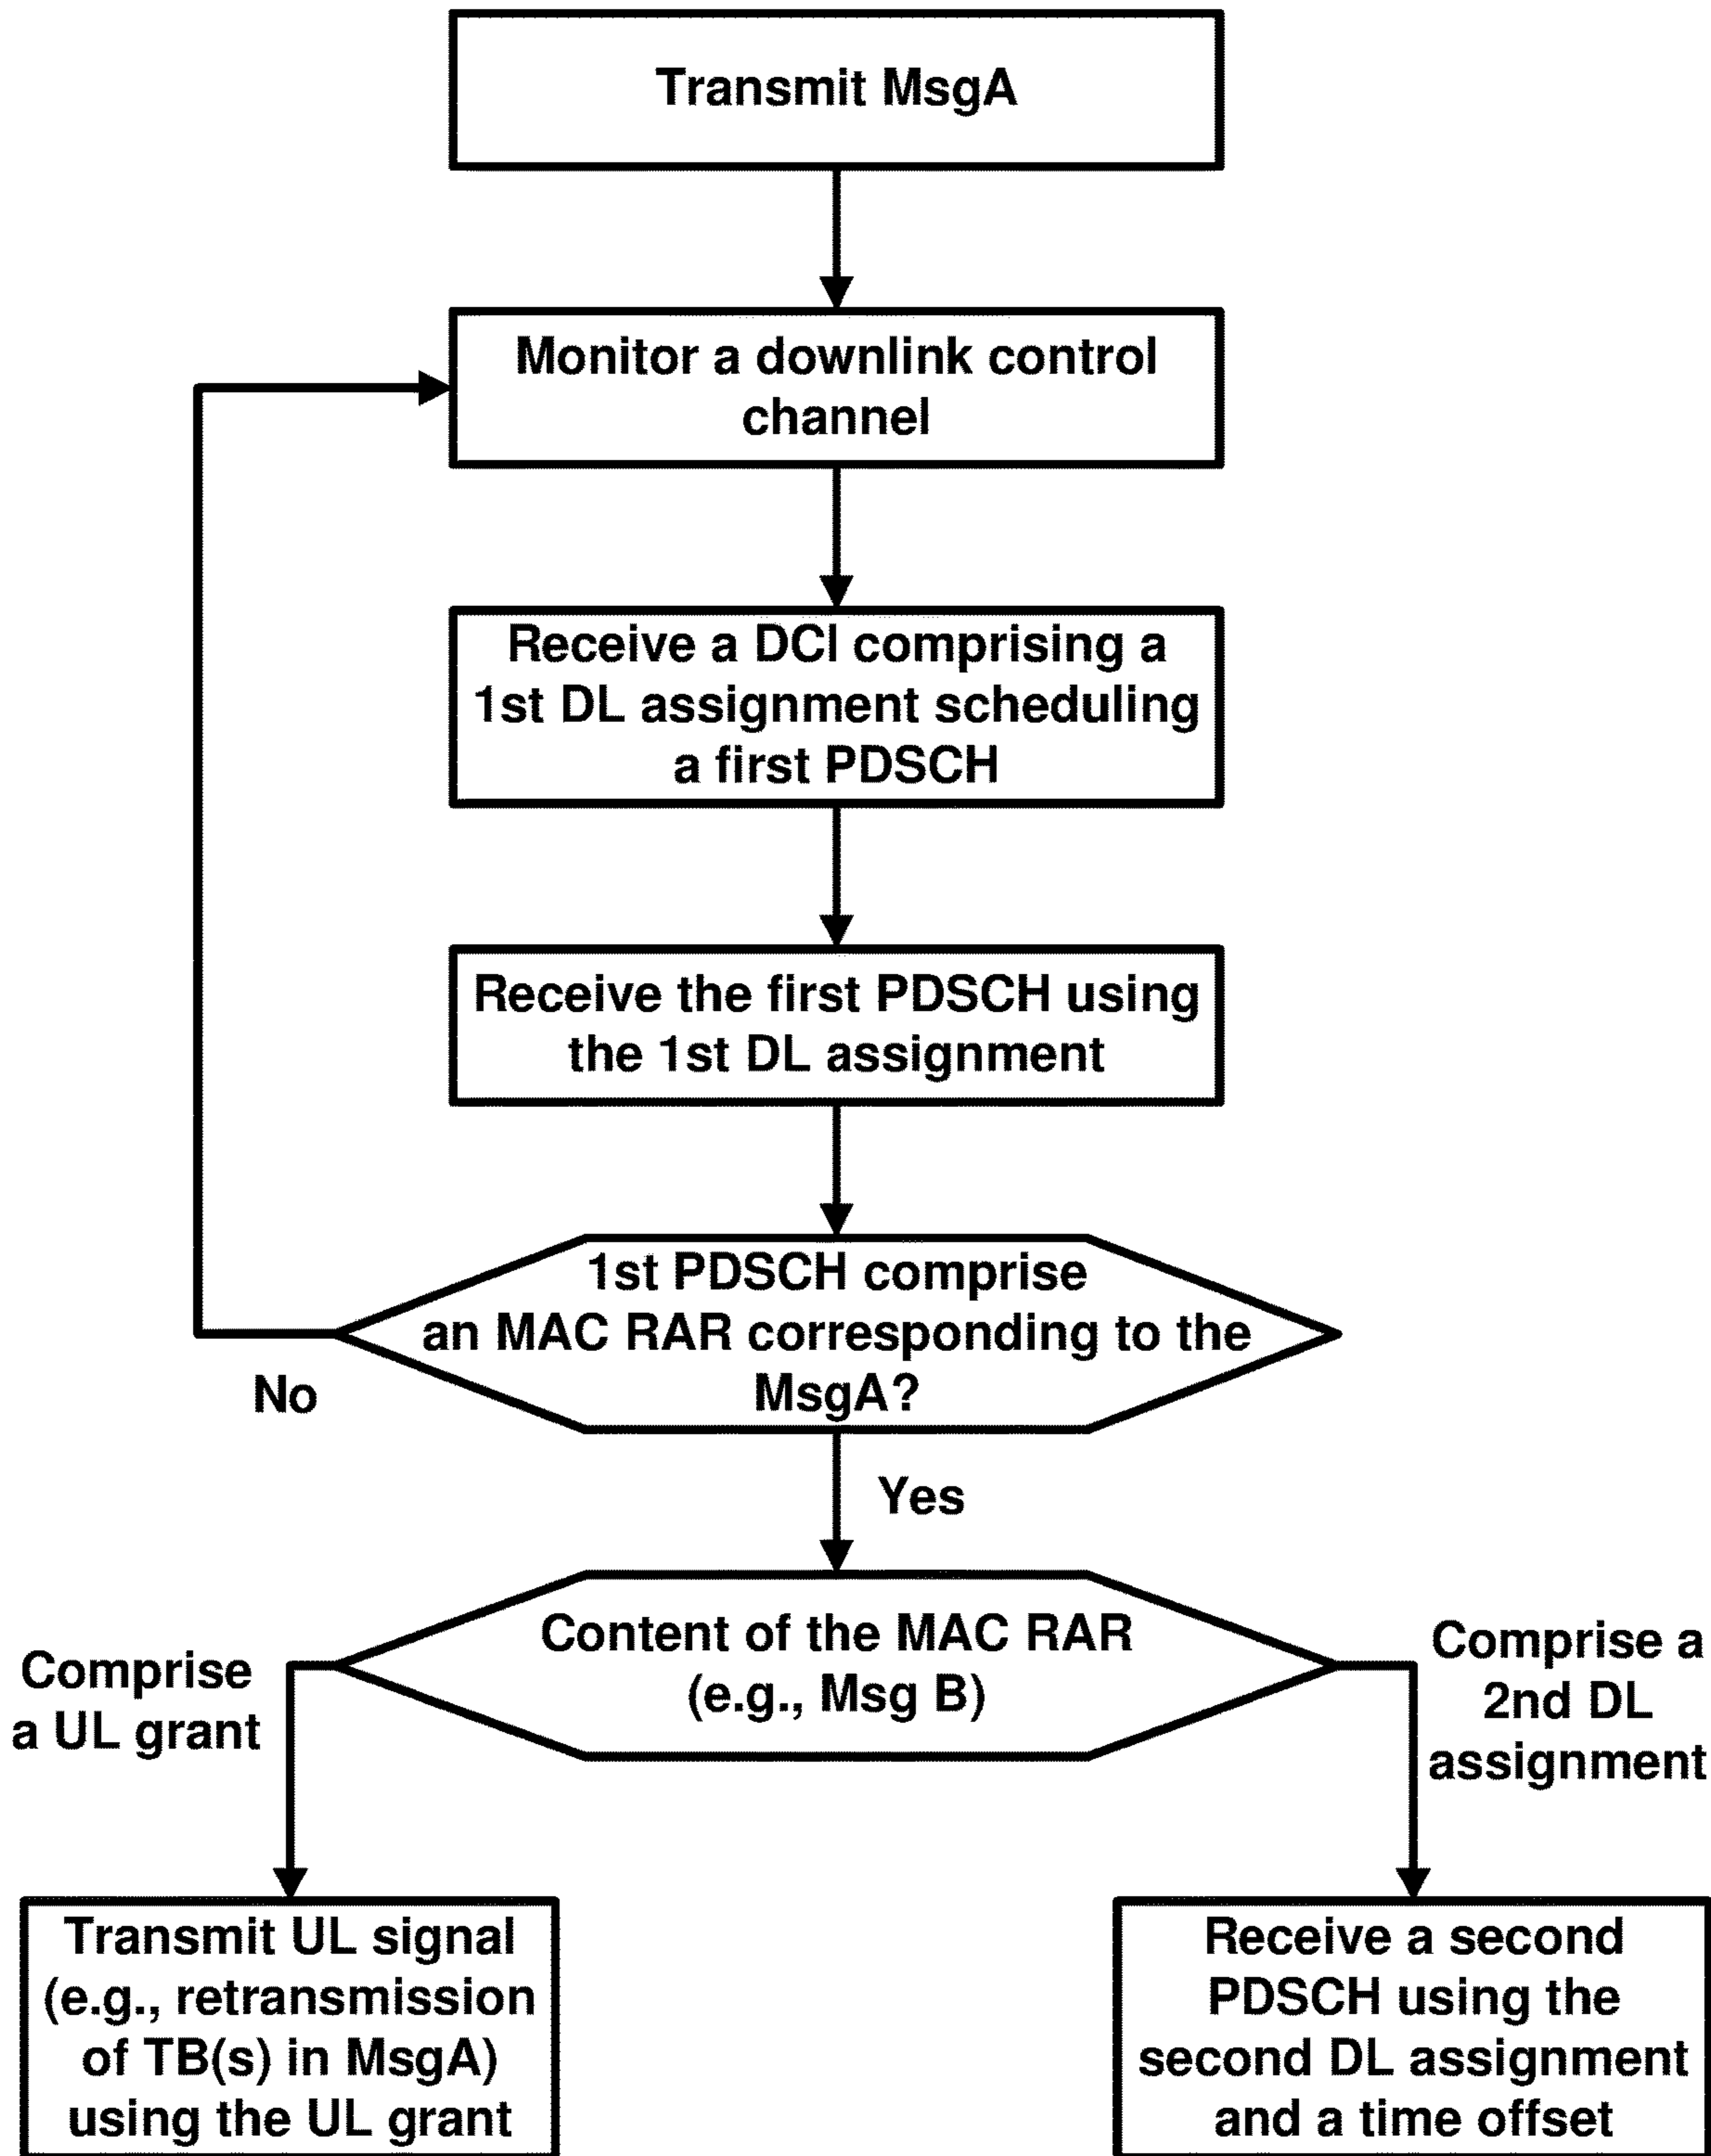 Transmit MsgA
Monitor a downlink control
channel
Receive a DCI comprising a
1st DL assignment scheduling
a first PDSCH
Receive the first PDSCH using
the 1st DL assignment
1st PDSCH comprise
an MAC RAR corresponding to the
MsgA?
No
Yes
Content of the MAC RAR
(e.g., Msg B)
Comprise
a UL grant
Comprise a
2nd DL
assignment
Transmit UL signal
(e.g., retransmission
of TB(s) in MsgA)
using the UL grant
Receive a second
PDSCH using the
second DL assignment
and a time offset